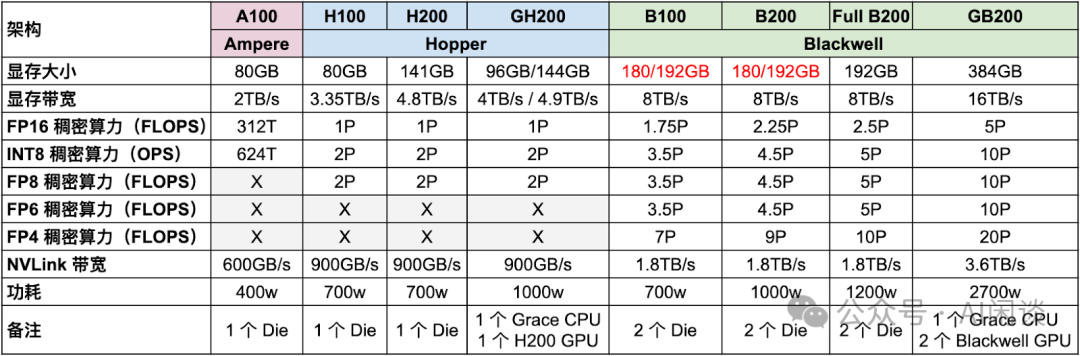 架构 A100 H100 H200 GH200 B100 B200 Full B200 GB200
Ampere Hopper Blackwell
显存大小 80GB 80GB 141GB 96GB/144GB 180/192GB 180/192GB 192GB 384GB
显存带宽 2TB/s 3.35TB/s 4.8TB/s 4TB/s / 4.9TB/s 8TB/s 8TB/s 8TB/s 16TB/s
FP16 稠密算力（FLOPS） 312T 1P 1P 1P 1.75P 2.25P 2.5P 5P
INT8 稠密算力（OPS） 624T 2P 2P 2P 3.5P 4.5P 5P 10P
FP8 稠密算力（FLOPS） X 2P 2P 2P 3.5P 4.5P 5P 10P
FP6 稠密算力（FLOPS） X X X X 3.5P 4.5P 5P 10P
FP4 稠密算力（FLOPS） X X X X 7P 9P 10P 20P
NVLink 带宽 600GB/s 900GB/s 900GB/s 900GB/s 1.8TB/s 1.8TB/s 1.8TB/s 3.6TB/s
功耗 400w 700w 700w 1000w 700w 1000w 1200w 2700w
备注 1 个 Die 1 个 Die 1 个 Die 1 个 Grace CPU 2 个 Die 2 个 Die 2 个 Die 1 个 Grace CPU
1 个 H200 GPU 2 个 Blackwell GPU
公众号 · AI闲谈